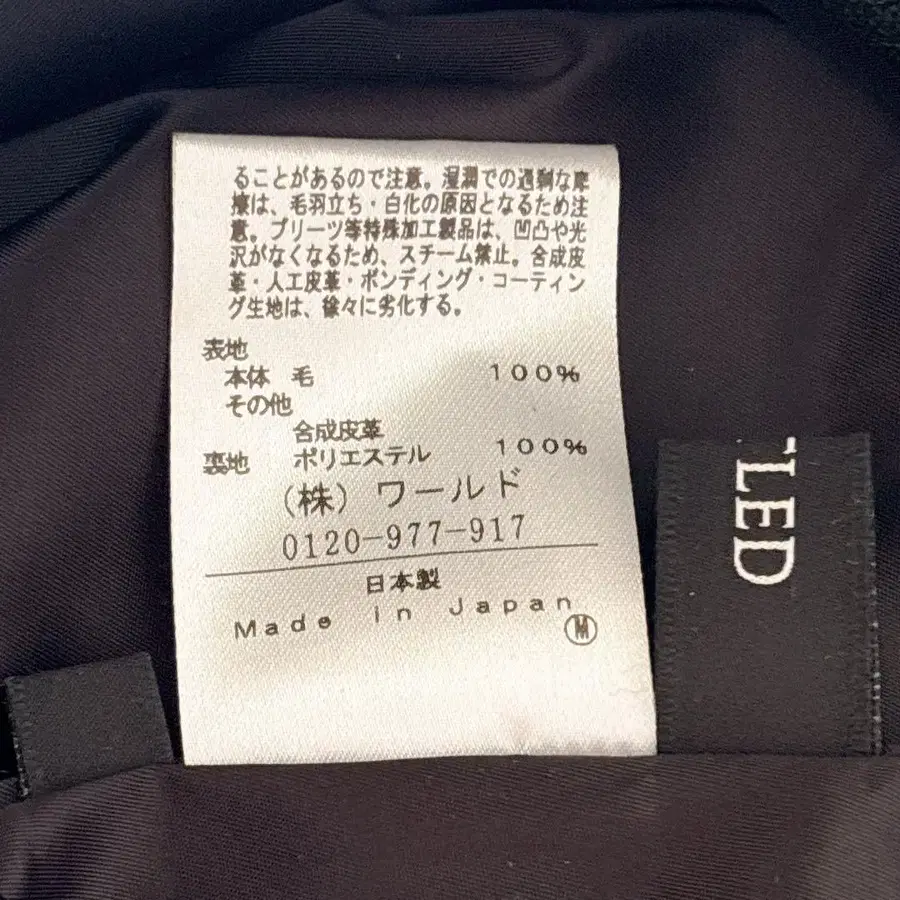 ることがあるので注意。湿潤での過剰な摩
擦は、毛羽立ち・白化の原因となるため注
意。プリーツ等特殊加工製品は、凹凸や光
沢がなくなるため、スチーム禁止。合成皮
革・人工皮革・ボンディング・コーティン
グ生地は、徐々に劣化する。
表地
本体 毛 100%
その他
合成皮革
裏地 ポリエステル 100%
(株) ワールド
0120-977-917
日本製
Made in Japan
M
TLED